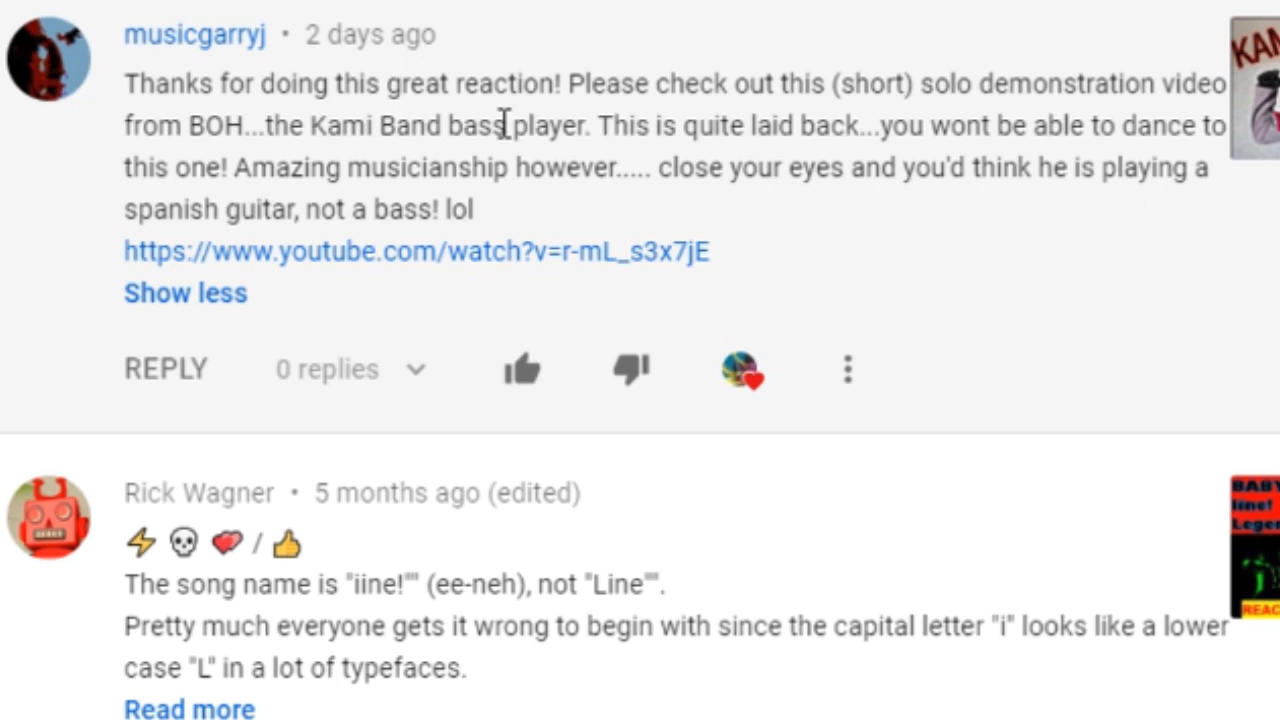 musicgarryj • 2 days ago
Thanks for doing this great reaction! Please check out this (short) solo demonstration video
from BOH...the Kami Band bass player. This is quite laid back...you wont be able to dance to
this one! Amazing musicianship however..... close your eyes and you'd think he is playing a
spanish guitar, not a bass! lol
https://www.youtube.com/watch?v=r-mL_s3x7jE
Show less
REPLY 0 replies
KAM
Rick Wagner • 5 months ago (edited)
⚡ 💀 💕 / 👍
The song name is "iine!"" (ee-neh), not "Line"".
Pretty much everyone gets it wrong to begin with since the capital letter "i" looks like a lower
case "L" in a lot of typefaces.
Read more
BABY
iine!
Leger
REAC